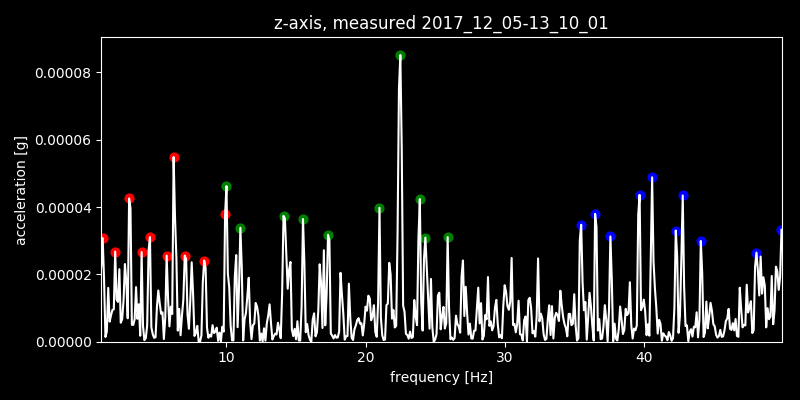 z-axis, measured 2017_12_05-13_10_01
acceleration [g]
0.00008
0.00006
0.00004
0.00002
0.00000
10 20 30 40
frequency [Hz]